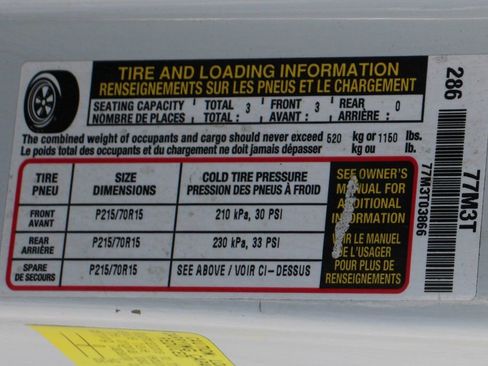 TIRE AND LOADING INFORMATION
RENSEIGNEMENTS SUR LES PNEUS ET LE CHARGEMENT
SEATING CAPACITY TOTAL 3 FRONT 3 REAR 0
NOMBRE DE PLACES TOTAL : AVANT : ARRIÈRE :
The combined weight of occupants and cargo should never exceed 520 kg or 1150 lbs.
Le poids total des occupants et du chargement ne doit jamais dépasser kg ou lb.
TIRE PNEU SIZE DIMENSIONS COLD TIRE PRESSURE PRESSION DES PNEUS À FROID
FRONT AVANT P215/70R15 210 kPa, 30 PSI
REAR ARRIÈRE P215/70R15 230 kPa, 33 PSI
SPARE DE SECOURS P215/70R15 SEE ABOVE / VOIR CI-DESSUS
SEE OWNER'S
MANUAL FOR
ADDITIONAL
INFORMATION
VOIR LE MANUEL
DE L'USAGER
POUR PLUS DE
RENSEIGNEMENTS
286
77M3T
77M3T03866